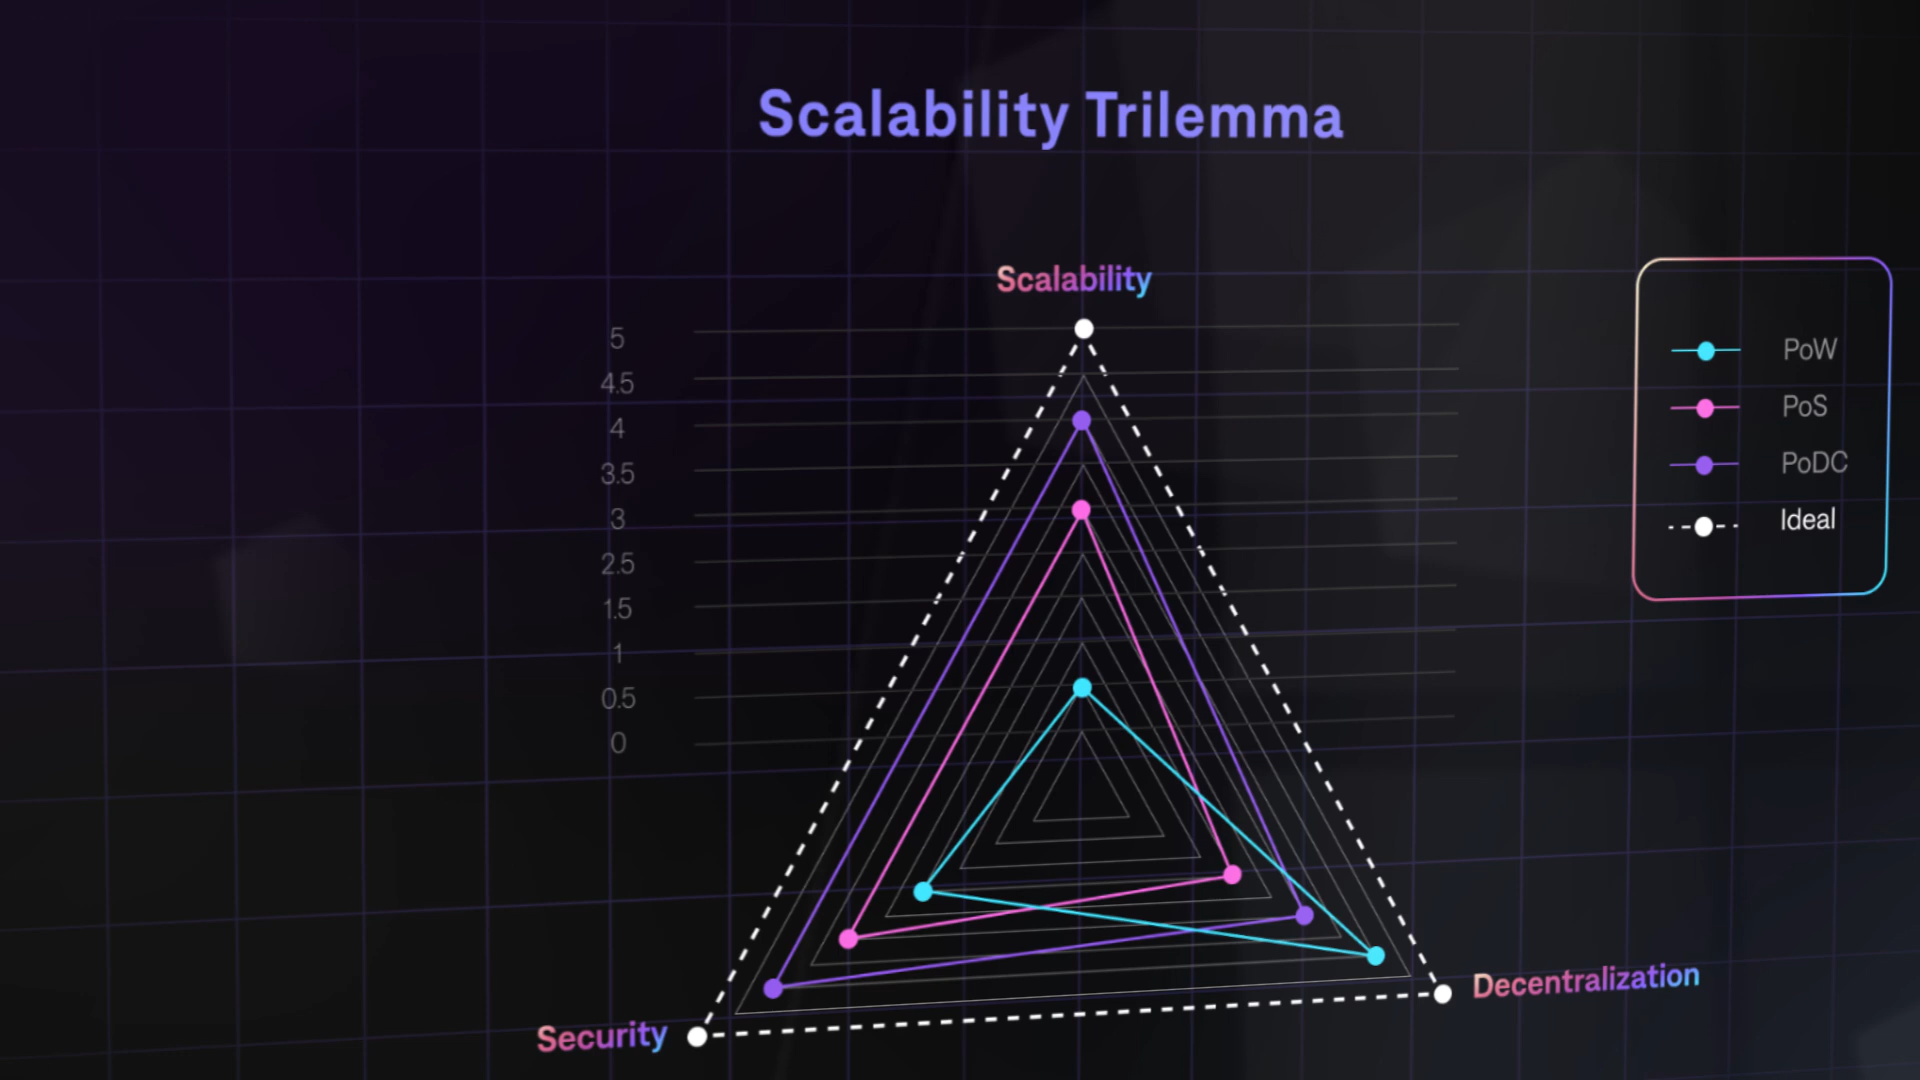 Scalability Trilemma
Scalability
5
4.5
4
3.5
3
2.5
1.5
1
0.5
0
PoW
PoS
PoDC
Ideal
Decentralization
Security